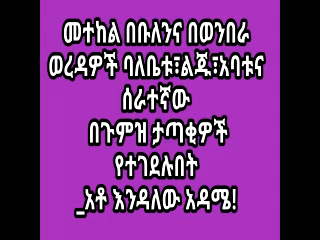 መተከል በቡለንና በወንበራ
ወረዳዎች ባለቤቱ፣ልጁ፣አባቱና
ሰራተኛው
በጉምዝ ታጣቂዎች
የተገደሉበት
_አቶ እንዳለው አዳሜ!